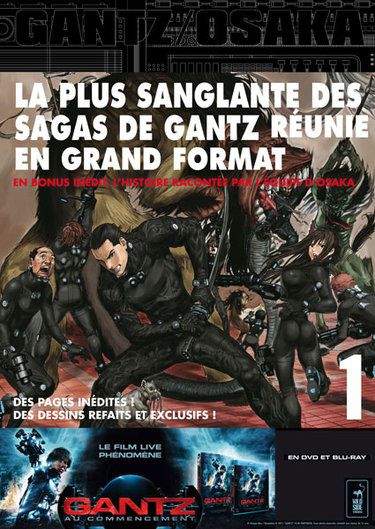 GANTZ/OSAKA
LA PLUS SANGLANTE DES
SAGAS DE GANTZ RÉUNIE
EN GRAND FORMAT
EN BONUS INÉDIT, L'HISTOIRE RACONTÉE PAR L'ÉQUIPE D'OSAKA
1
DES PAGES INÉDITES !
DES DESSINS REFAITS ET EXCLUSIFS !
LE FILM LIVE
PHÉNOMÈNE
GANTZ
AU COMMENCEMENT
EN DVD ET BLU-RAY